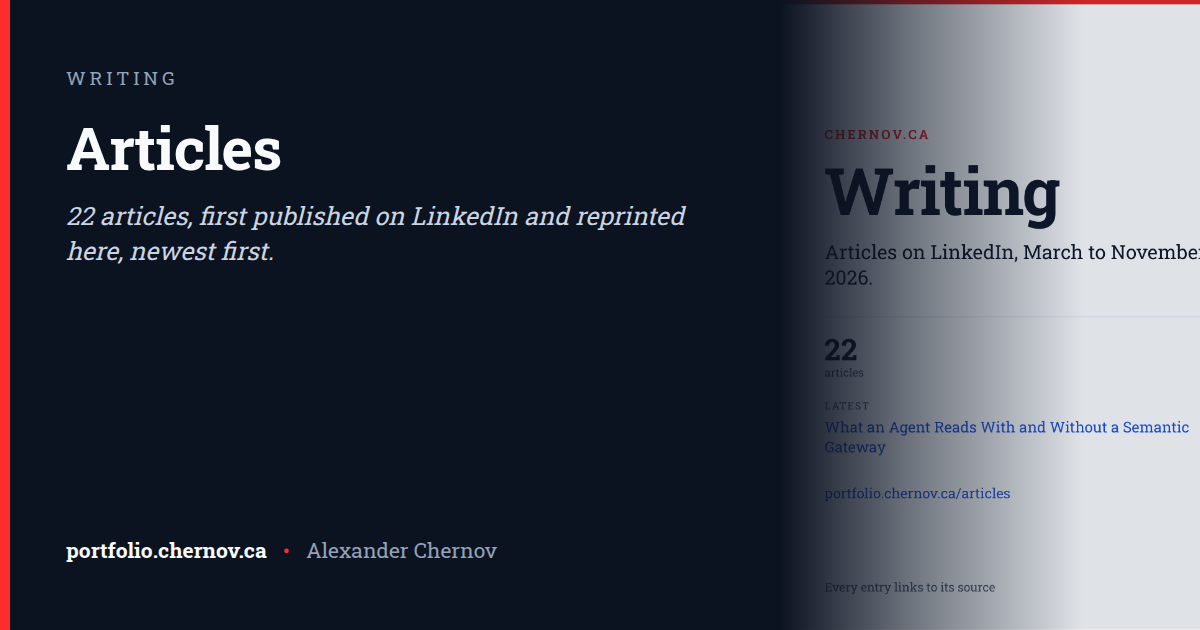 WRITING
Articles
22 articles, first published on LinkedIn and reprinted
here, newest first.
portfolio.chernov.ca • Alexander Chernov
CHERNOV.CA
Writing
Articles on LinkedIn, March to November
2026.
22
articles
LATEST
What an Agent Reads With and Without a Semantic
Gateway
portfolio.chernov.ca/articles
Every entry links to its source